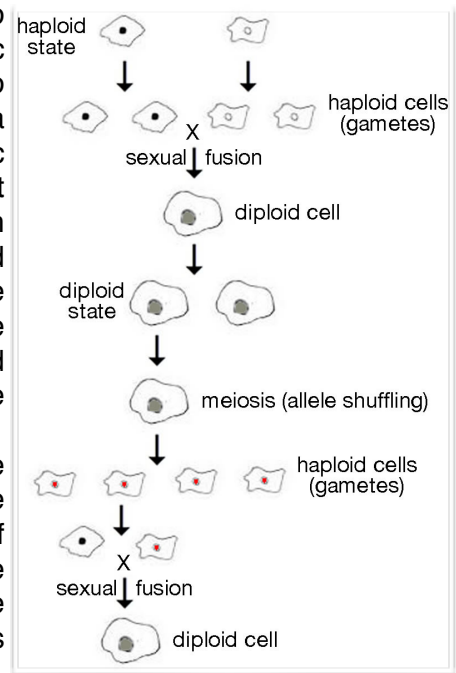 haploid
state
haploid cells
(gametes)
X
sexual fusion
diploid cell
diploid
state
meiosis (allele shuffling)
haploid cells
(gametes)
X
sexual fusion
diploid cell